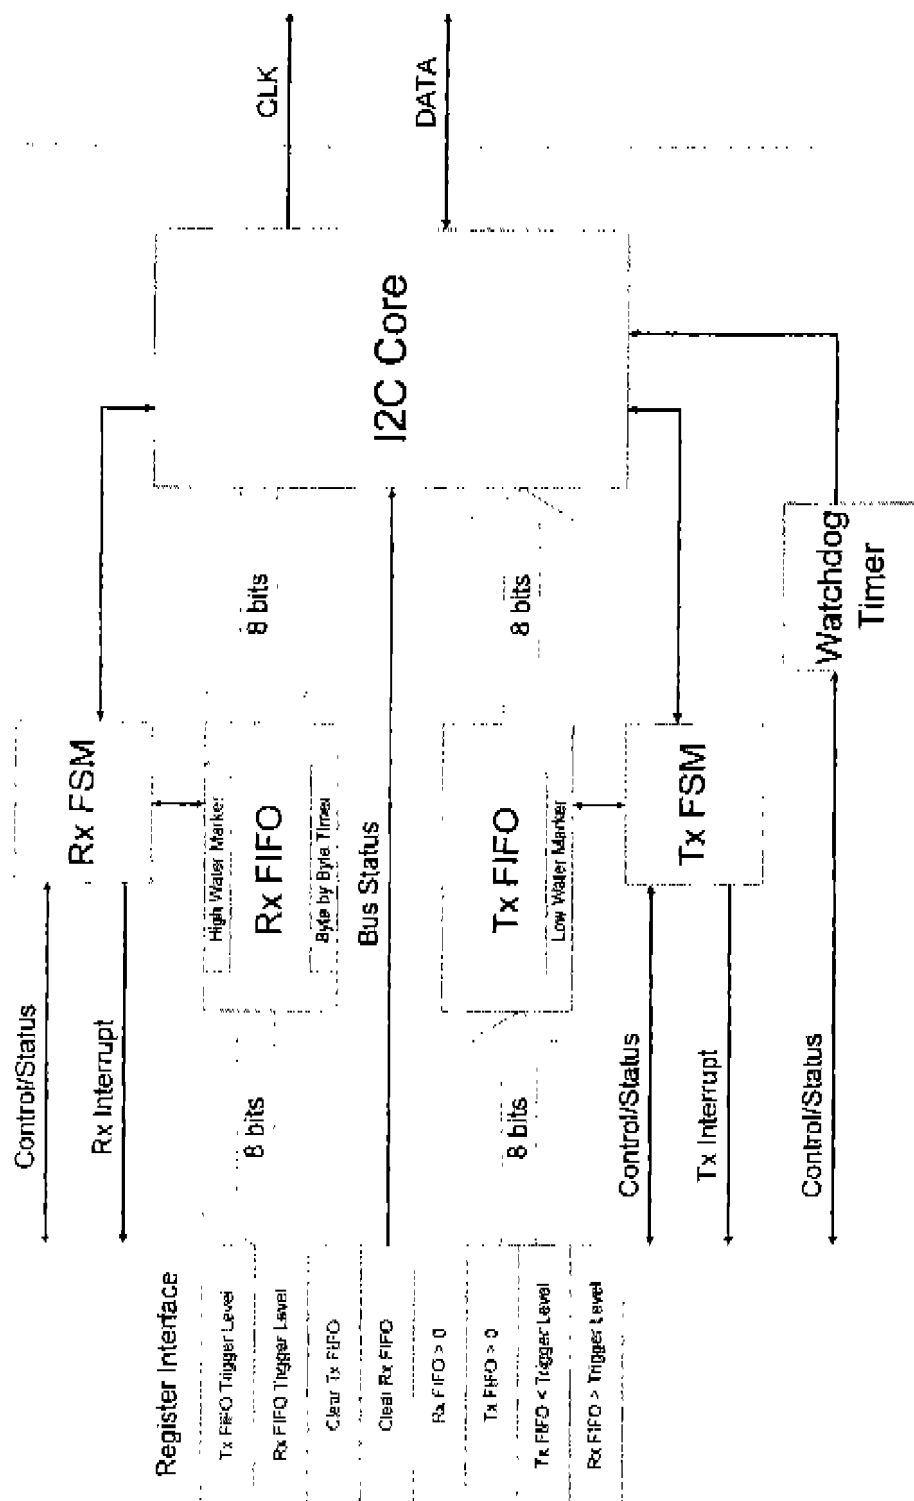 Register Interface
Tx FIFO Trigger Level
Rx FIFO Trigger Level
Clear Tx FIFO
Clear Rx FIFO
Rx FIFO > 0
Tx FIFO > 0
Tx FIFO < Trigger Level
Rx FIFO > Trigger Level
Control/Status
Rx Interrupt
8 bits
Rx FSM
High Water Marker
Rx FIFO
Byte by Byte Timer
Bus Status
8 bits
8 bits
Tx FIFO
Low Water Marker
8 bits
Control/Status
Tx Interrupt
Tx FSM
Control/Status
Watchdog
Timer
I2C Core
CLK
DATA